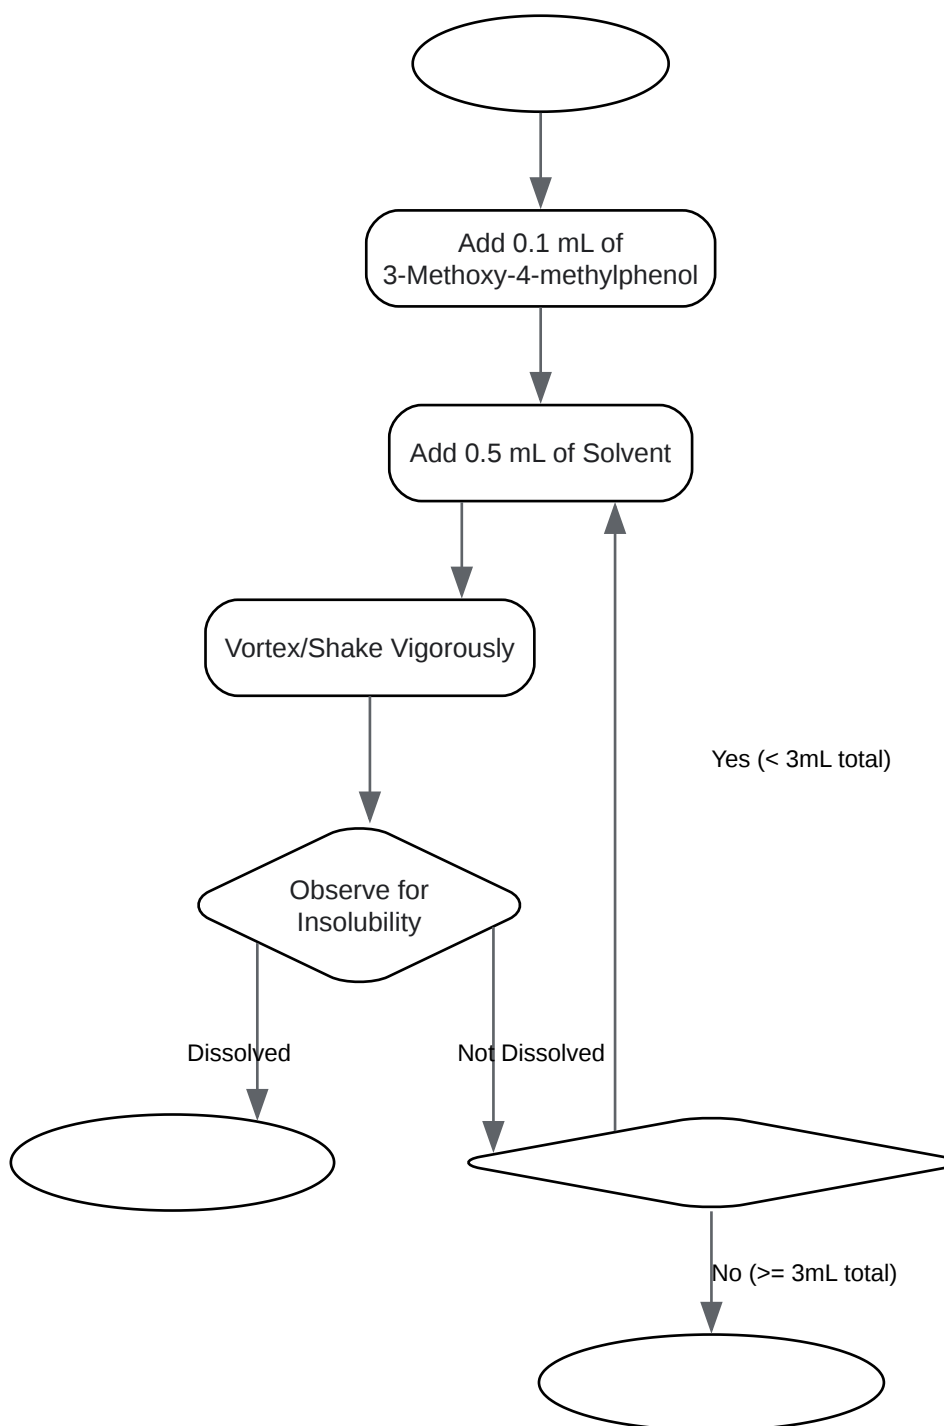 Add 0.1 mL of
3-Methoxy-4-methylphenol
Add 0.5 mL of Solvent
Vortex/Shake Vigorously
Yes (< 3mL total)
Observe for
Insolubility
Dissolved
Not Dissolved
No (>= 3mL total)